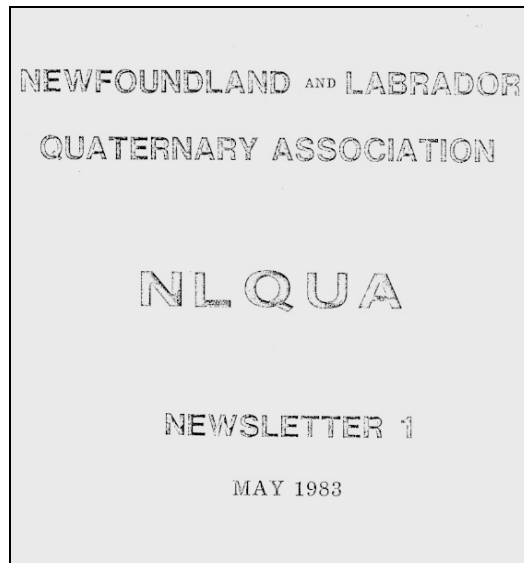 NEWFOUNDLAND AND LABRADOR
QUATERNARY ASSOCIATION
NLQUA
NEWSLETTER 1
MAY 1983